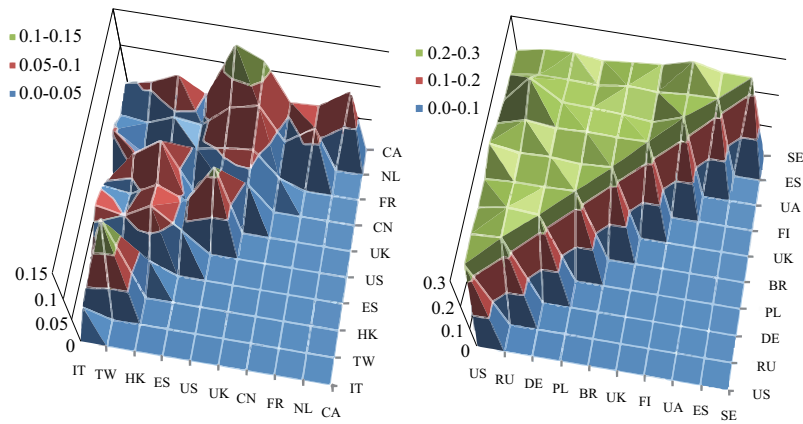 0.1-0.15
0.05-0.1
0.0-0.05
0.15
0.1
0.05
0
IT TW HK ES US UK CN FR NL CA
CA
NL
FR
CN
UK
US
ES
HK
TW
IT
0.2-0.3
0.1-0.2
0.0-0.1
0.3
0.2
0.1
0
US RU DE PL BR UK FI UA ES SE
SE
ES
UA
FI
UK
BR
PL
DE
RU
US